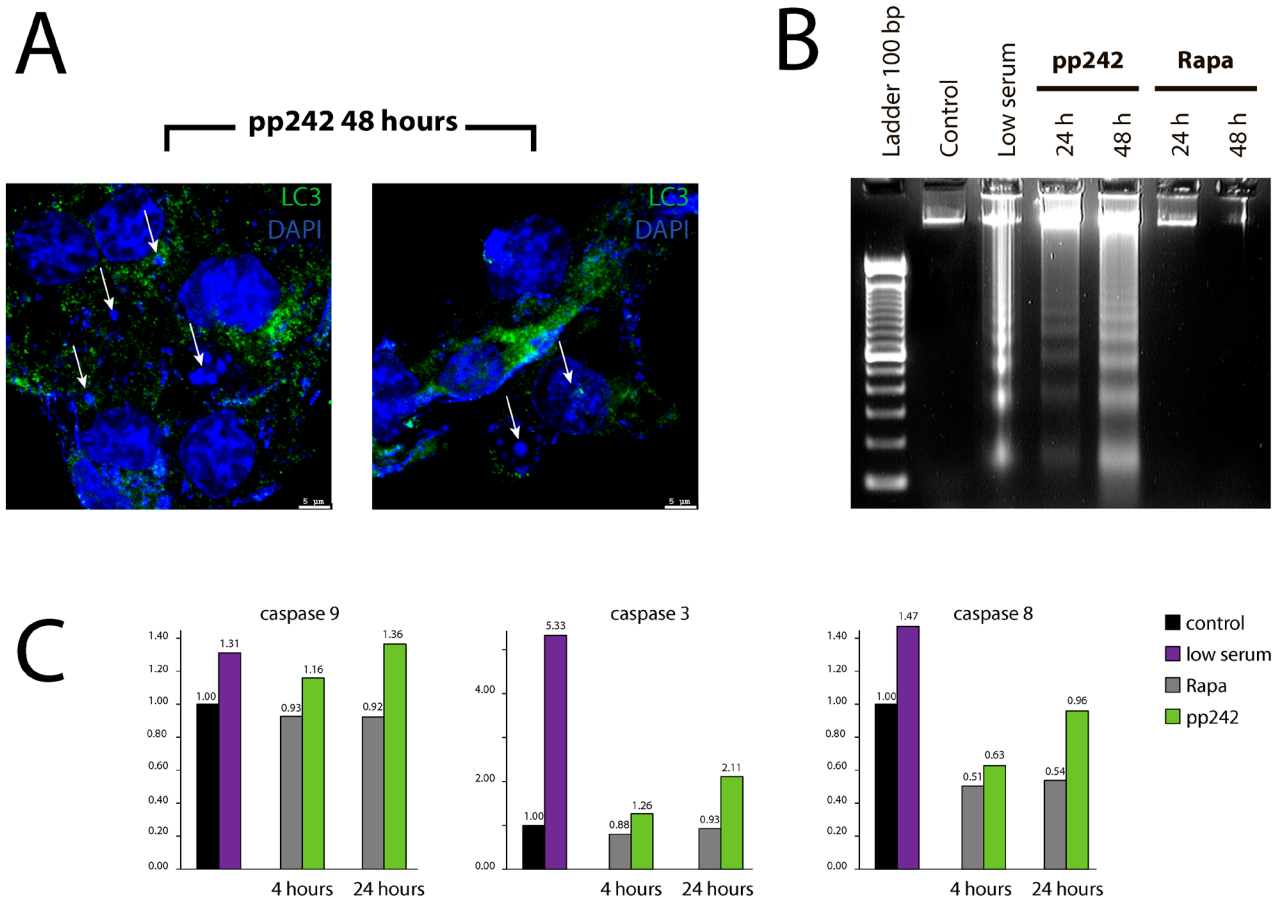 A
pp242 48 hours
LC3
DAPI
5 µm
LC3
DAPI
5 µm
B
Ladder 100 bp
Control
Low serum
pp242
24 h
48 h
Rapa
24 h
48 h
C
caspase 9
1.40
1.20
1.00
0.80
0.60
0.40
0.20
0.00
1.00
1.31
0.93
1.16
0.92
1.36
4 hours
24 hours
caspase 3
4.00
2.00
0.00
1.00
5.33
0.88
1.26
0.93
2.11
4 hours
24 hours
caspase 8
1.40
1.20
1.00
0.80
0.60
0.40
0.20
0.00
1.00
1.47
0.51
0.63
0.54
0.96
4 hours
24 hours
control
low serum
Rapa
pp242